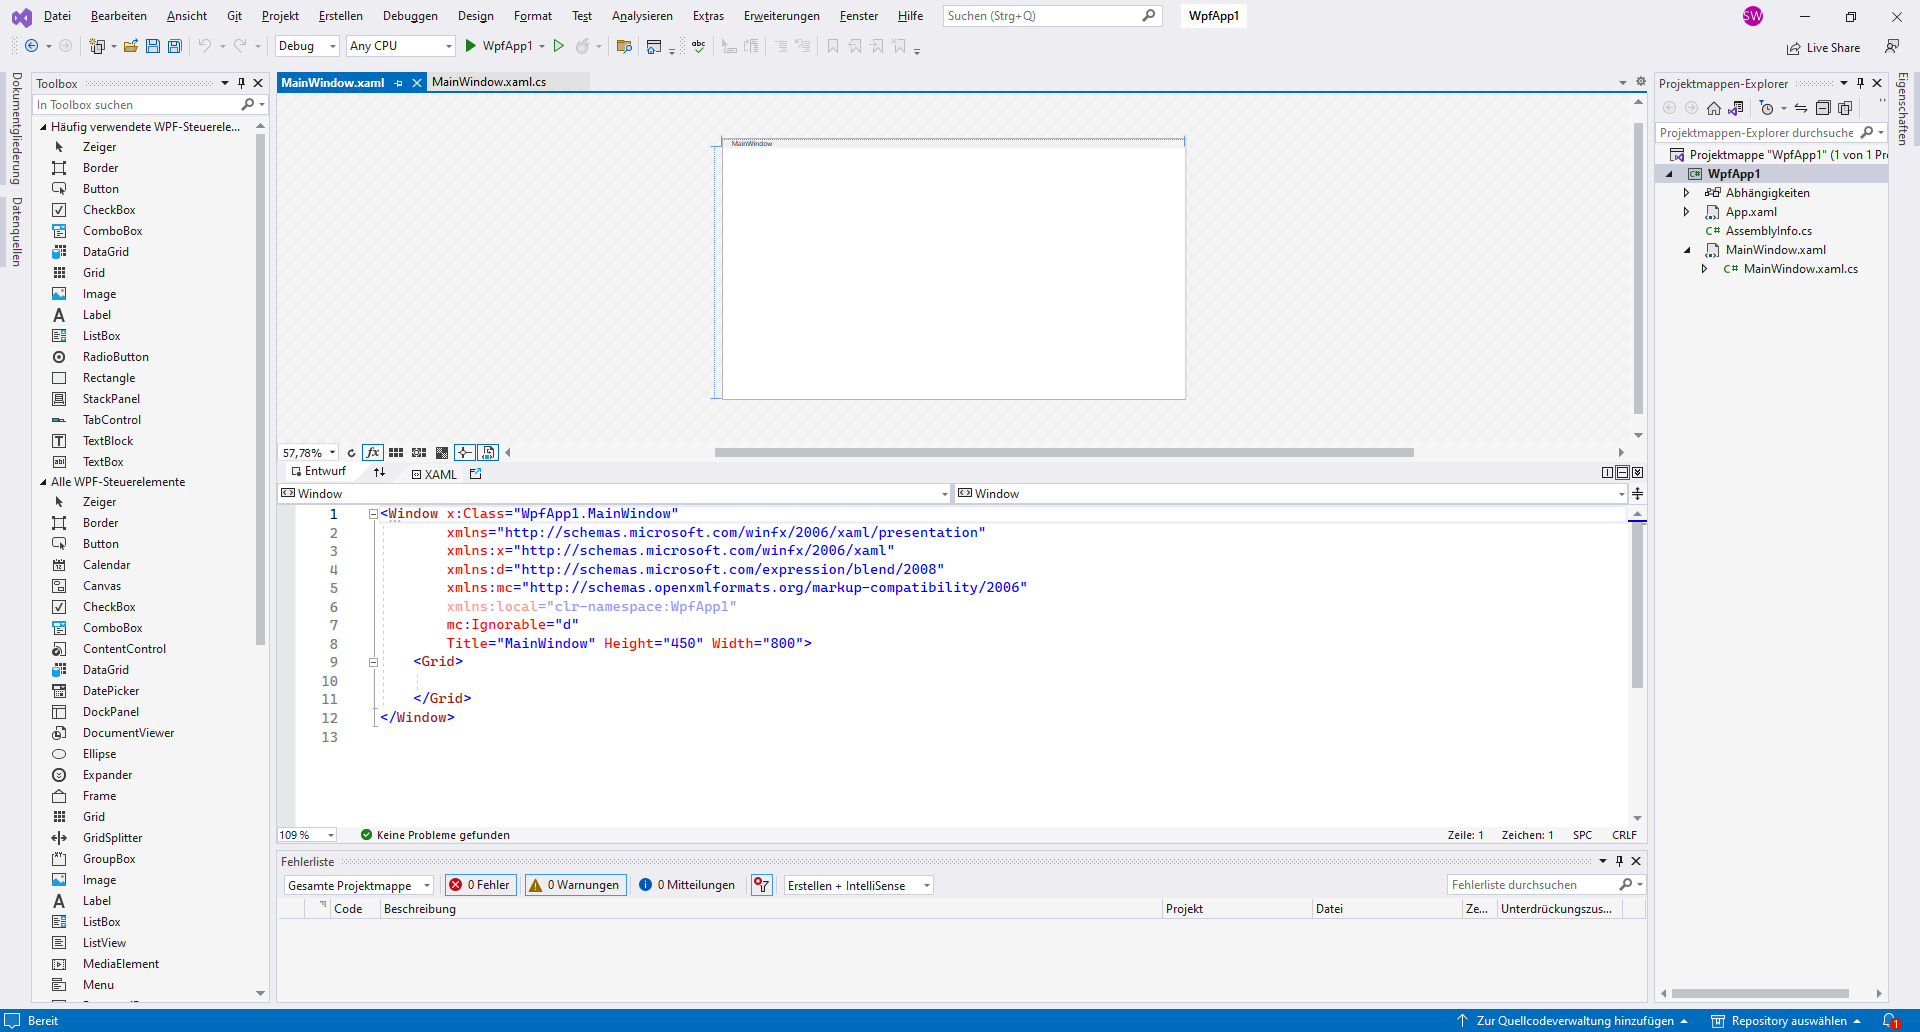 Datei Bearbeiten Ansicht Git Projekt Erstellen Debuggen Design Format Test Analysieren Extras Erweiterungen Fenster Hilfe Suchen (Strg+Q) WpfApp1 SW
Debug Any CPU WpfApp1 abc Live Share
Dokumentgliederung
Datenquellen
Toolbox
In Toolbox suchen
Häufig verwendete WPF-Steuerele...
Zeiger
Border
Button
CheckBox
ComboBox
DataGrid
Grid
Image
Label
ListBox
RadioButton
Rectangle
StackPanel
TabControl
TextBlock
TextBox
Alle WPF-Steuerelemente
Zeiger
Border
Button
Calendar
Canvas
CheckBox
ComboBox
ContentControl
DataGrid
DatePicker
DockPanel
DocumentViewer
Ellipse
Expander
Frame
Grid
GridSplitter
GroupBox
Image
Label
ListBox
ListView
MediaElement
Menu
MainWindow.xaml MainWindow.xaml.cs
MainWindow
57,78% fx
Entwurf XAML
Window Window
1 <Window x:Class="WpfApp1.MainWindow"
2 xmlns="http://schemas.microsoft.com/winfx/2006/xaml/presentation"
3 xmlns:x="http://schemas.microsoft.com/winfx/2006/xaml"
4 xmlns:d="http://schemas.microsoft.com/expression/blend/2008"
5 xmlns:mc="http://schemas.openxmlformats.org/markup-compatibility/2006"
6 xmlns:local="clr-namespace:WpfApp1"
7 mc:Ignorable="d"
8 Title="MainWindow" Height="450" Width="800">
9 <Grid>
10
11 </Grid>
12 </Window>
13
109 % Keine Probleme gefunden Zeile: 1 Zeichen: 1 SPC CRLF
Fehlerliste
Gesamte Projektmappe 0 Fehler 0 Warnungen 0 Mitteilungen Erstellen + IntelliSense Fehlerliste durchsuchen
Code Beschreibung Projekt Datei Ze... Unterdrückungszus...
Projektmappen-Explorer
Projektmappen-Explorer durchsuche
Projektmappe "WpfApp1" (1 von 1 Pr
C# WpfApp1
Abhängigkeiten
App.xaml
C# AssemblyInfo.cs
MainWindow.xaml
C# MainWindow.xaml.cs
Eigenschaften
Bereit Zur Quellcodeverwaltung hinzufügen Repository auswählen 1